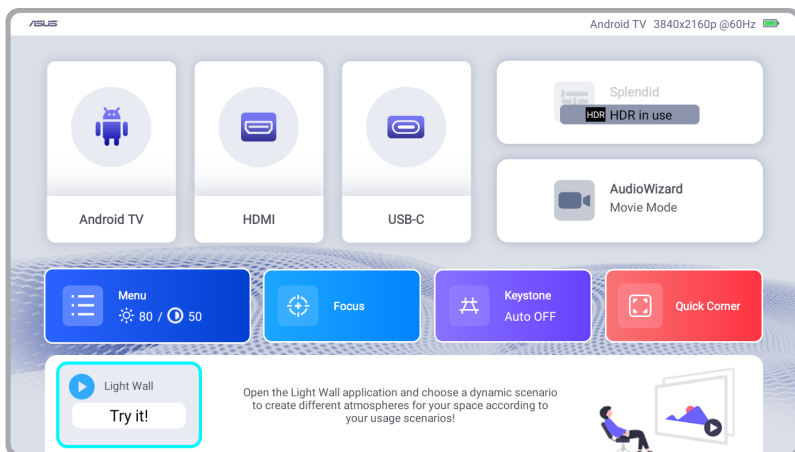 ASUS
Android TV 3840x2160p @60Hz
Android TV
HDMI
USB-C
Splendid
HDR HDR in use
AudioWizard
Movie Mode
Menu
80 / 50
Focus
Keystone
Auto OFF
Quick Corner
Light Wall
Try it!
Open the Light Wall application and choose a dynamic scenario
to create different atmospheres for your space according to
your usage scenarios!